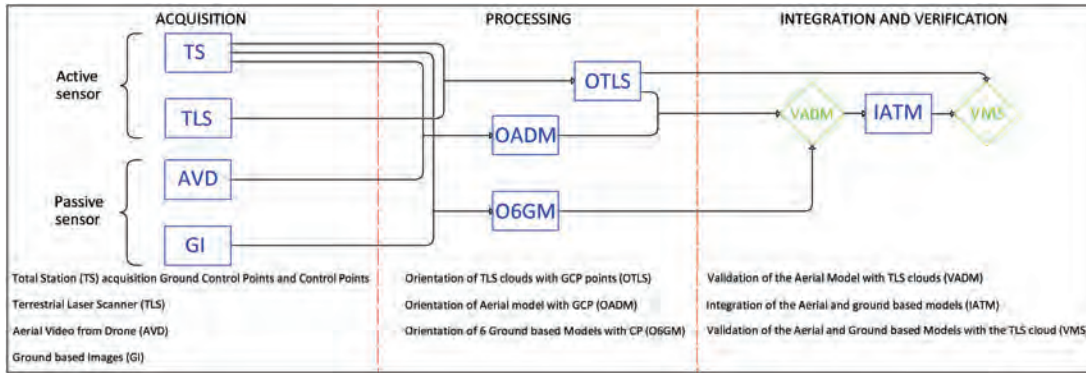 ACQUISITION
PROCESSING
INTEGRATION AND VERIFICATION
Active
sensor
TS
TLS
Passive
sensor
AVD
GI
OTLS
OADM
O6GM
VADM
IATM
VMS
Total Station (TS) acquisition Ground Control Points and Control Points
Terrestrial Laser Scanner (TLS)
Aerial Video from Drone (AVD)
Ground based Images (GI)
Orientation of TLS clouds with GCP points (OTLS)
Orientation of Aerial model with GCP (OADM)
Orientation of 6 Ground based Models with CP (O6GM)
Validation of the Aerial Model with TLS clouds (VADM)
Integration of the Aerial and ground based models (IATM)
Validation of the Aerial and Ground based Models with the TLS cloud (VMS)